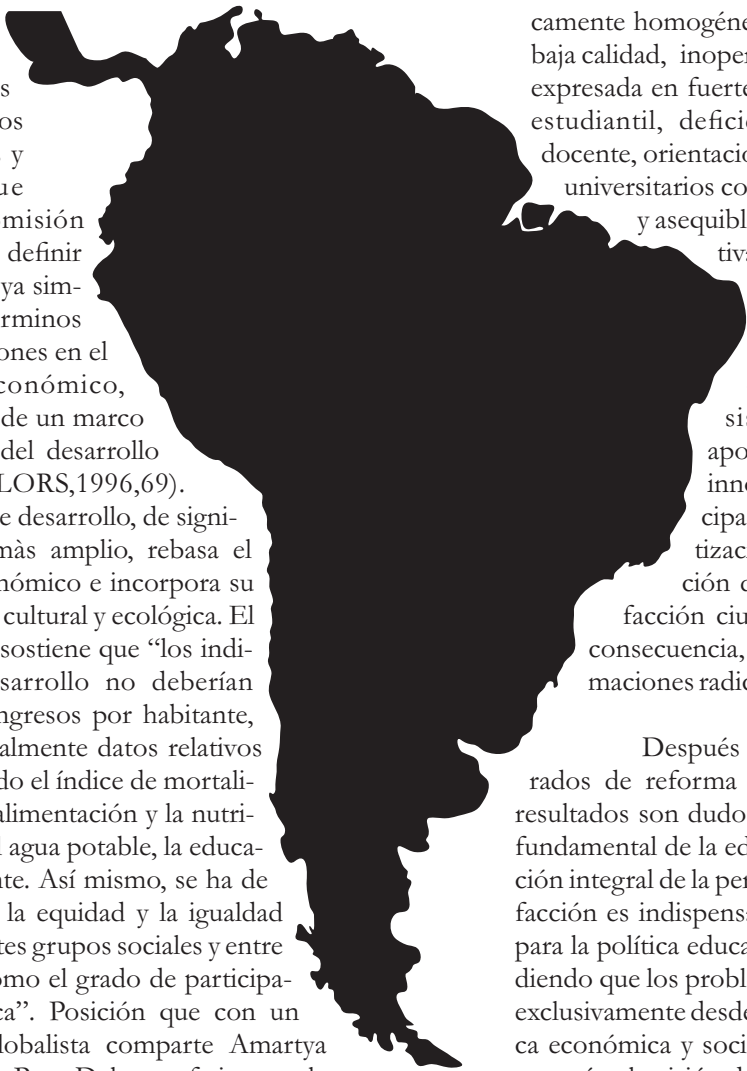 s
os
y
ue
misión
definir
ya sim-
rminos
ones en el
conómico,
de un marco
del desarrollo
LORS,1996,69).
e desarrollo, de signi-
màs amplio, rebasa el
nómico e incorpora su
cultural y ecológica. El
sostiene que “los indi-
sarrollo no deberían
ngresos por habitante,
almente datos relativos
do el índice de mortali-
alimentación y la nutri-
l agua potable, la educa-
nte. Así mismo, se ha de
la equidad y la igualdad
tes grupos sociales y entre
omo el grado de participa-
ca”. Posición que con un
lobalista comparte Amartya
camente homogéne
baja calidad, inoper
expresada en fuerte
estudiantil, defici
docente, orientacio
universitarios co
y asequibl
tiva
sis
apo
inno
cipa
tizaci
ción d
facción ciu
consecuencia,
maciones radic
Después
rados de reforma
resultados son dudo
fundamental de la ed
ción integral de la per
facción es indispens
para la política educa
diendo que los probl
exclusivamente desde
ca económica y soci